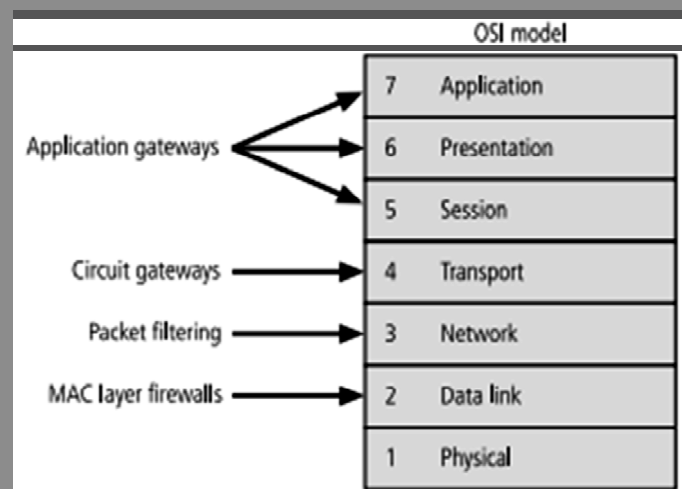 OSI model
7 Application
Application gateways 6 Presentation
5 Session
Circuit gateways 4 Transport
Packet filtering 3 Network
MAC layer firewalls 2 Data link
1 Physical